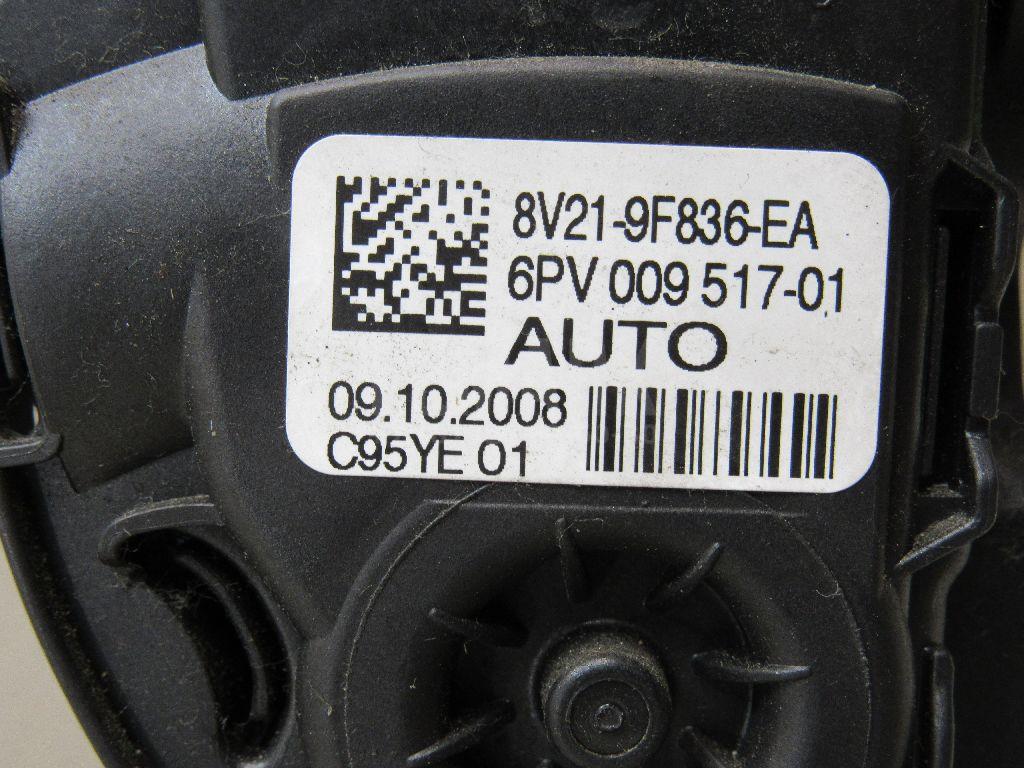 8V21-9F836-EA
6PV 009 517-01
AUTO
09.10.2008
C95YE 01